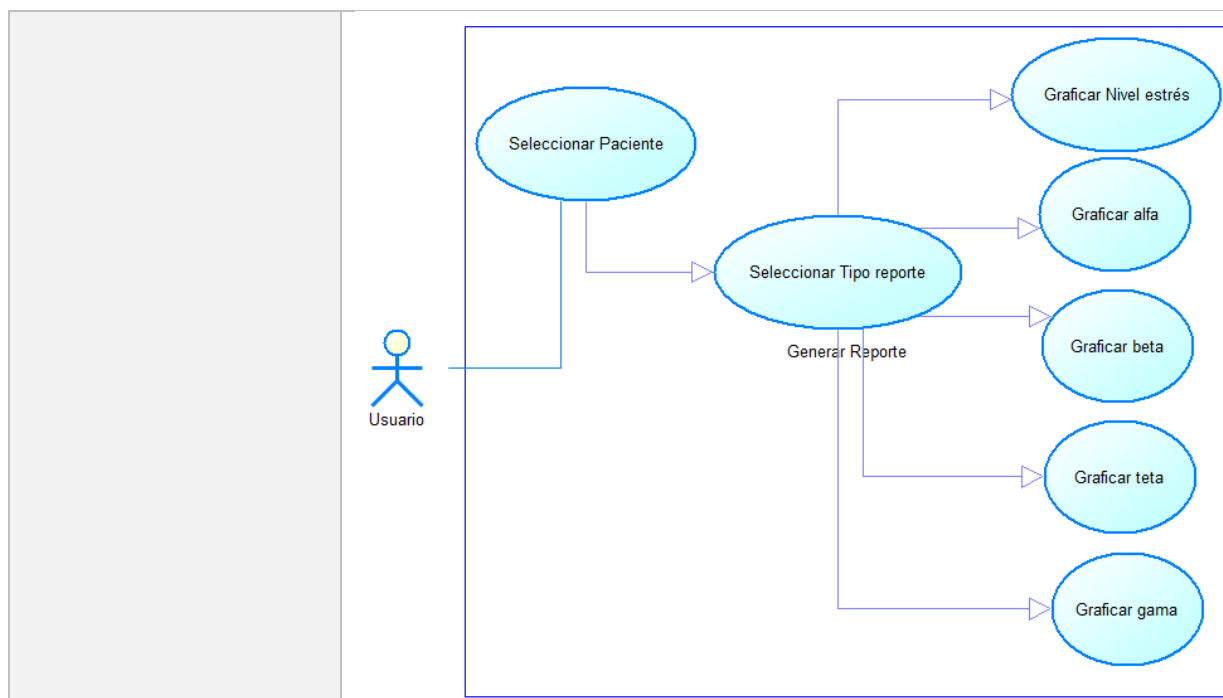 Graficar Nivel estrés
Seleccionar Paciente
Graficar alfa
Seleccionar Tipo reporte
Generar Reporte
Graficar beta
Usuario
Graficar teta
Graficar gama